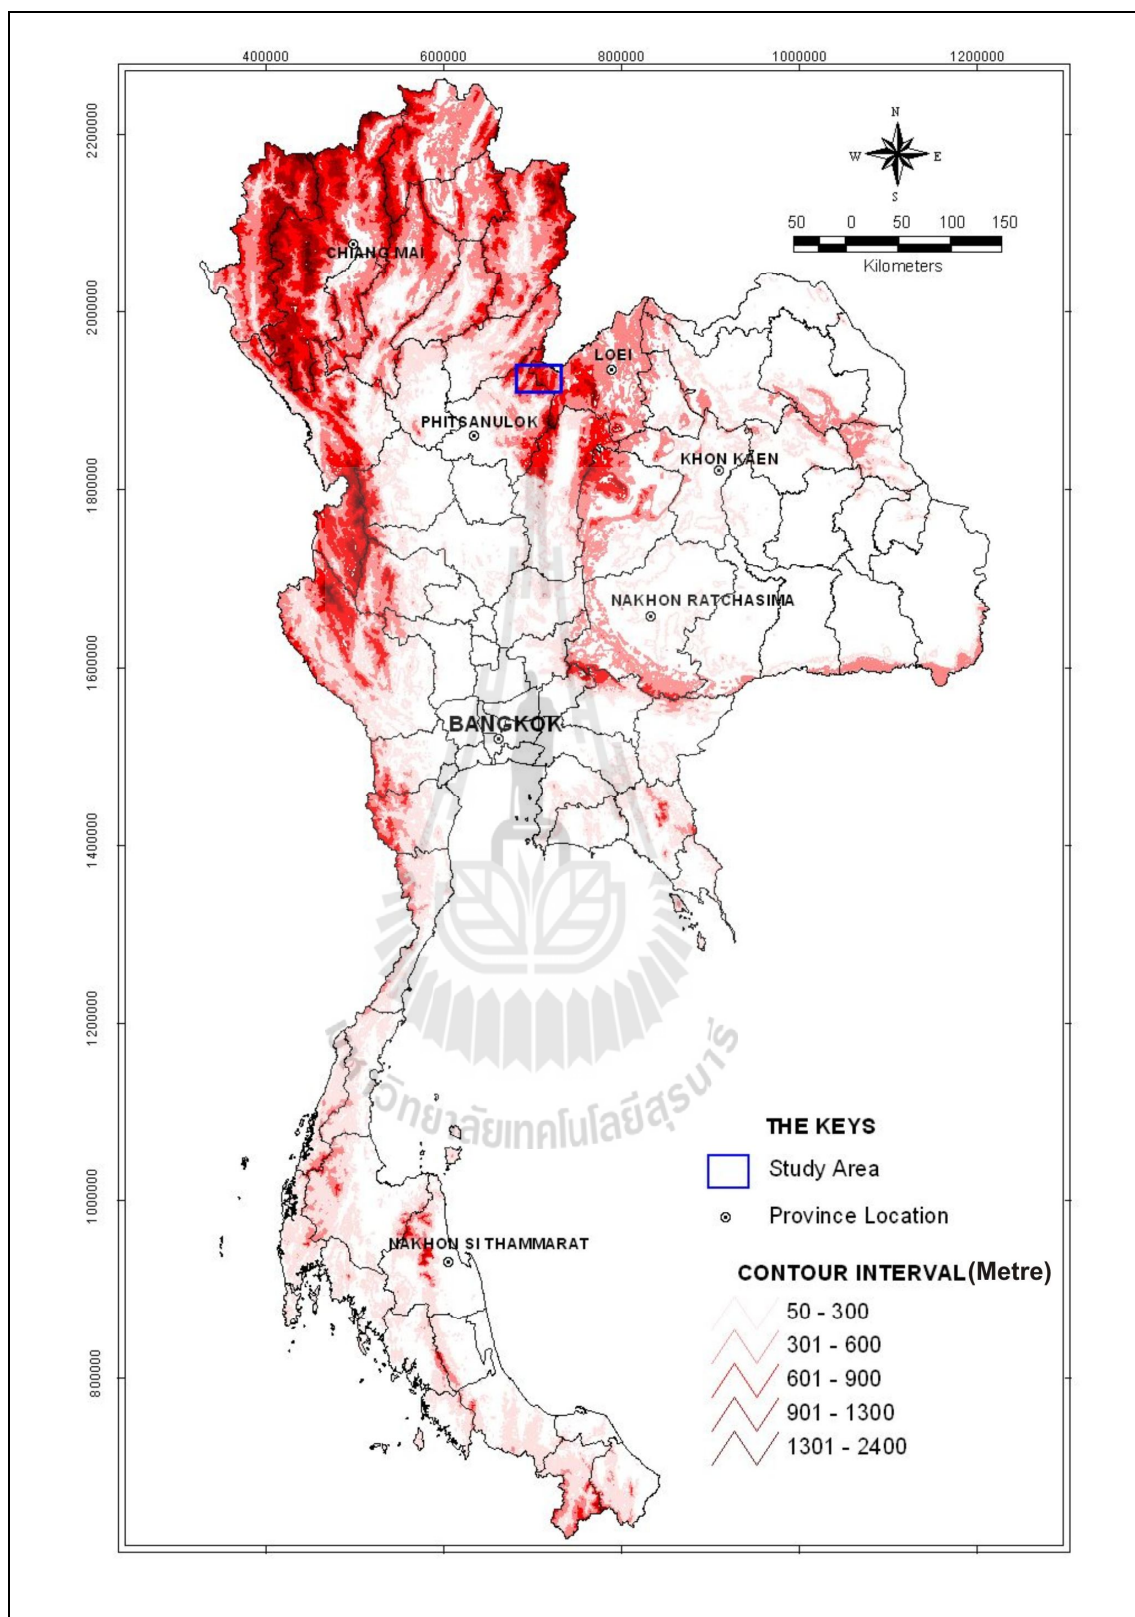 400000 600000 800000 1000000 1200000
2200000
2000000
1800000
1600000
1400000
1200000
1000000
800000
N
W E
S
50 0 50 100 150
Kilometers
CHIANG MAI
LOEI
PHITSANULOK
KHON KAEN
NAKHON RATCHASIMA
BANGKOK
มหาวิทยาลัยเทคโนโลยีสุรนารี
NAKHON SI THAMMARAT
THE KEYS
Study Area
Province Location
CONTOUR INTERVAL(Metre)
50 - 300
301 - 600
601 - 900
901 - 1300
1301 - 2400